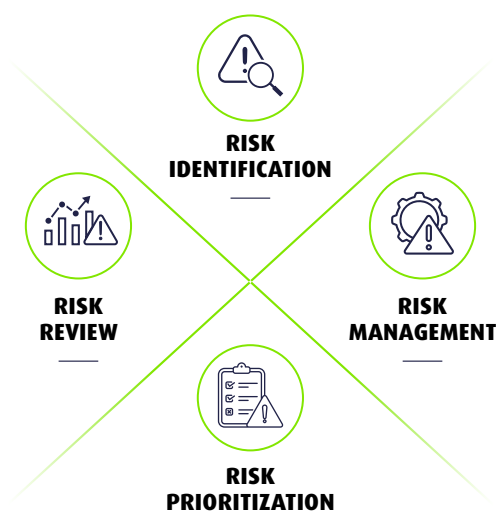 RISK
IDENTIFICATION
RISK
REVIEW
RISK
MANAGEMENT
RISK
PRIORITIZATION